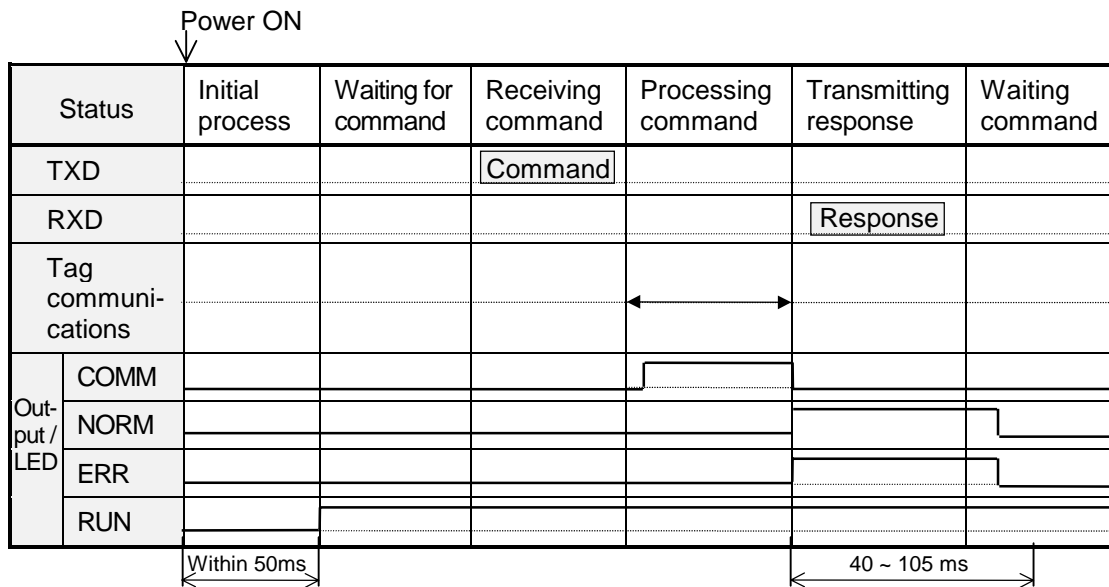 Power ON
Status
Initial
process
Waiting for
command
Receiving
command
Processing
command
Transmitting
response
Waiting
command
TXD
Command
RXD
Response
Tag
communi-
cations
Out-
put /
LED
COMM
NORM
ERR
RUN
Within 50ms
40 ~ 105 ms